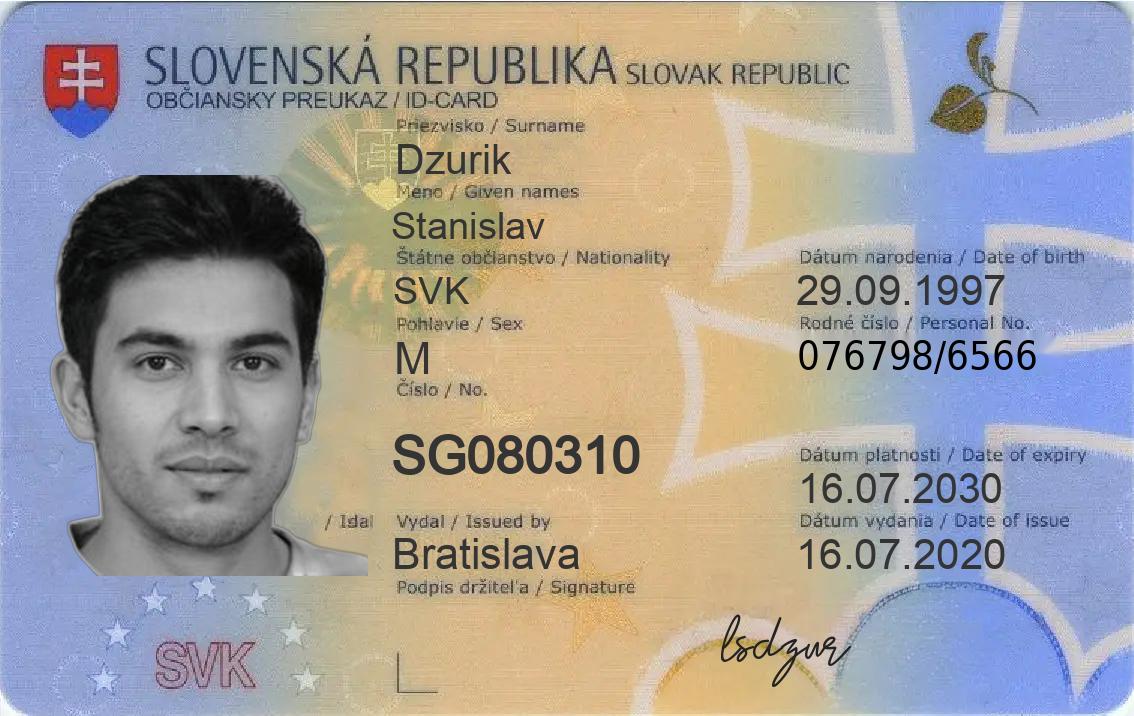 SLOVENSKÁ REPUBLIKA SLOVAK REPUBLIC
OBČIANSKY PREUKAZ / ID-CARD
Priezvisko / Surname
Dzurik
Meno / Given names
Stanislav
Štátne občianstvo / Nationality
SVK
Dátum narodenia / Date of birth
29.09.1997
Pohlavie / Sex
M
Rodné číslo / Personal No.
076798/6566
Číslo / No.
SG080310
Dátum platnosti / Date of expiry
16.07.2030
Vydal / Issued by
Bratislava
Dátum vydania / Date of issue
16.07.2020
Podpis držiteľa / Signature
lsdzur
SVK